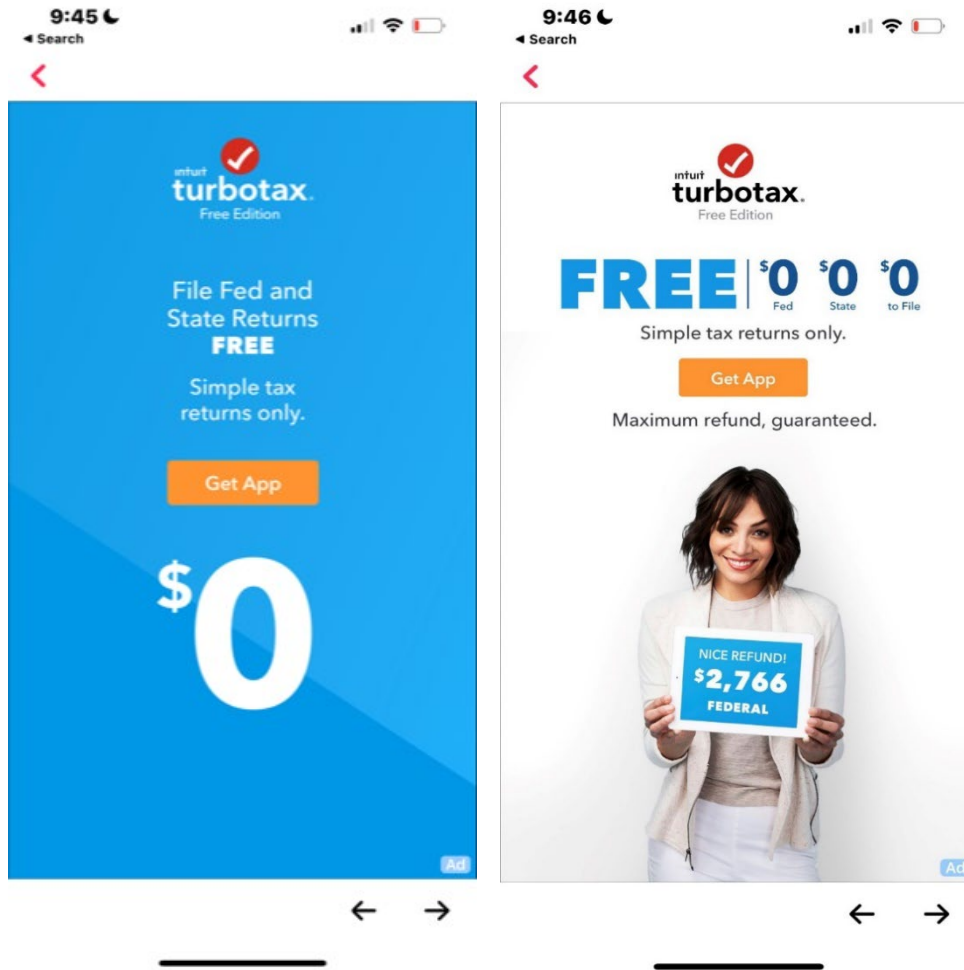 9:45
◄ Search
intuit
turbotax.
Free Edition
File Fed and
State Returns
FREE
Simple tax
returns only.
Get App
$0
Ad
9:46
◄ Search
intuit
turbotax.
Free Edition
FREE $0 $0 $0
Fed State to File
Simple tax returns only.
Get App
Maximum refund, guaranteed.
NICE REFUND!
$2,766
FEDERAL
Ad